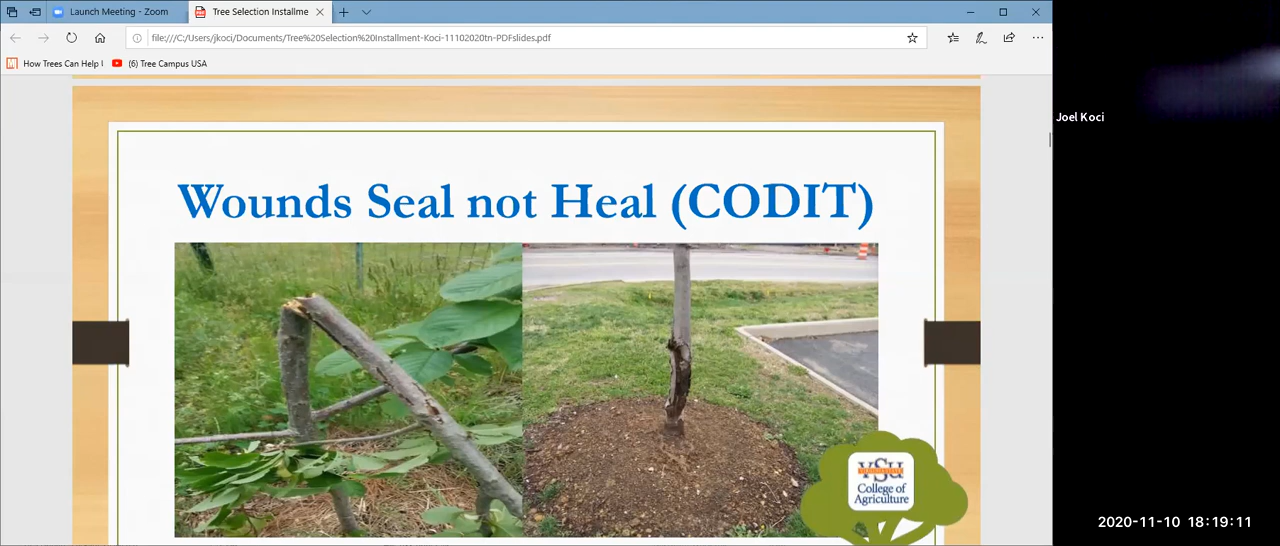 Launch Meeting - Zoom
Tree Selection Installme
file:///C:/Users/jkoci/Documents/Tree%20Selection%20Installment-Koci-11102020tn-PDFslides.pdf
How Trees Can Help U
(6) Tree Campus USA
Joel Koci
Wounds Seal not Heal (CODIT)
VSU
College of
Agriculture
2020-11-10 18:19:11